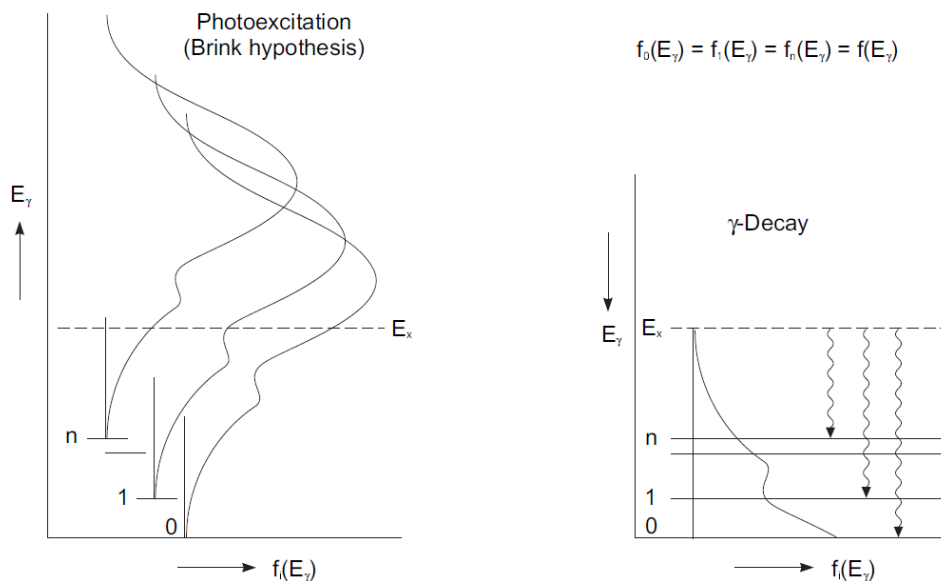 Photoexcitation
(Brink hypothesis)
f₀(Eᵧ) = f₁(Eᵧ) = fₙ(Eᵧ) = f(Eᵧ)
Eᵧ
Eₓ
n
1
0
fᵢ(Eᵧ)
γ-Decay
Eᵧ
Eₓ
n
1
0
fᵢ(Eᵧ)